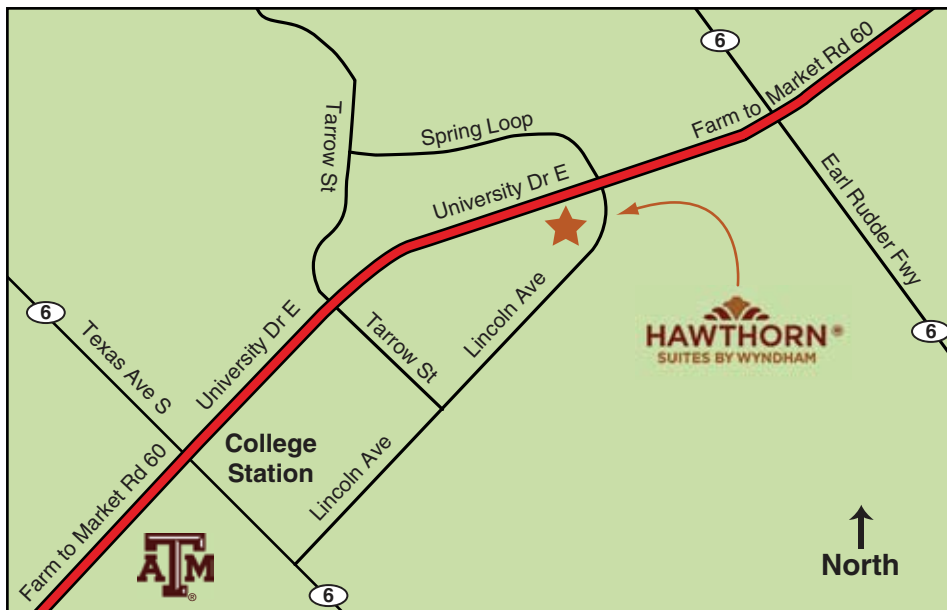 6
Farm to Market Rd 60
Tarrow St
Spring Loop
University Dr E
Earl Rudder Fwy
6
6
Texas Ave S
University Dr E
Tarrow St
Lincoln Ave
HAWTHORN®
SUITES BY WYNDHAM
College
Station
Lincoln Ave
Farm to Market Rd 60
ATM®
6
North